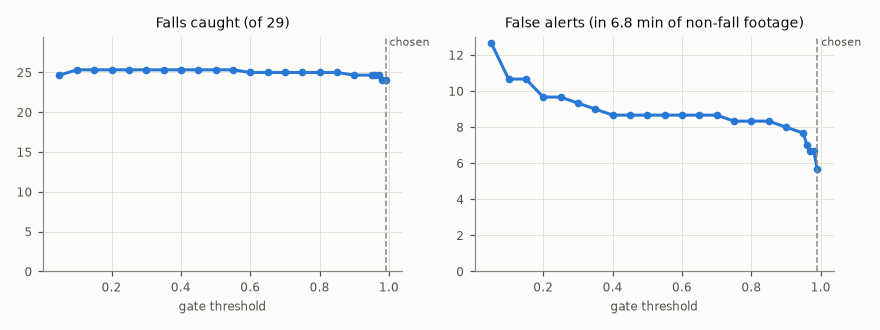 Falls caught (of 29)
chosen
25
20
15
10
5
0
0.2 0.4 0.6 0.8 1.0
gate threshold
False alerts (in 6.8 min of non-fall footage)
chosen
12
10
8
6
4
2
0
0.2 0.4 0.6 0.8 1.0
gate threshold